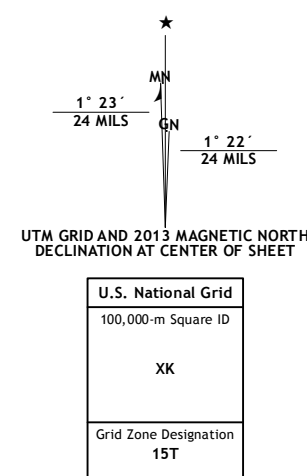 ★
MN
1° 23´
24 MILS
GN
1° 22´
24 MILS
UTM GRID AND 2013 MAGNETIC NORTH
DECLINATION AT CENTER OF SHEET
U.S. National Grid
100,000-m Square ID
XK
Grid Zone Designation
15T